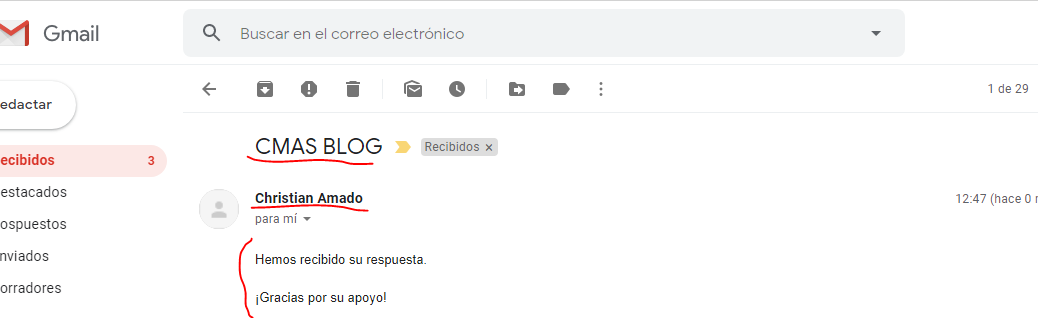 Gmail
Buscar en el correo electrónico
edactar
1 de 29
CMAS BLOG
Recibidos ×
ecibidos 3
estacados
Christian Amado
12:47 (hace 0
para mí
ospuestos
nviados
Hemos recibido su respuesta.
orradores
¡Gracias por su apoyo!